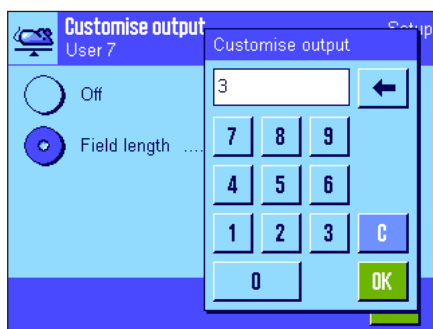 Customise output
User 7
Setup
Off
Field length ....
Customise output
3
7 8 9
4 5 6
1 2 3 C
0 OK